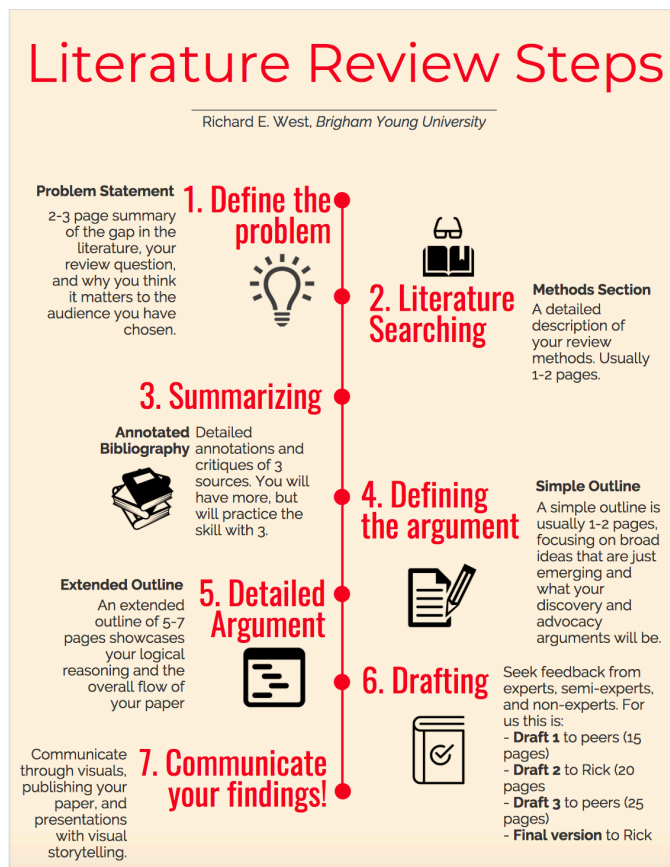 Literature Review Steps
Richard E. West, Brigham Young University
1. Define the
problem
Problem Statement
2-3 page summary
of the gap in the
literature, your
review question,
and why you think
it matters to the
audience you have
chosen.
2. Literature
Searching
Methods Section
A detailed
description of
your review
methods. Usually
1-2 pages.
3. Summarizing
Annotated
Bibliography
Detailed
annotations and
critiques of 3
sources. You will
have more, but
will practice the
skill with 3.
4. Defining
the argument
Simple Outline
A simple outline is
usually 1-2 pages,
focusing on broad
ideas that are just
emerging and
what your
discovery and
advocacy
arguments will be.
5. Detailed
Argument
Extended Outline
An extended
outline of 5-7
pages showcases
your logical
reasoning and the
overall flow of
your paper
6. Drafting
Seek feedback from
experts, semi-experts,
and non-experts. For
us this is:
- Draft 1 to peers (15
pages)
- Draft 2 to Rick (20
pages
- Draft 3 to peers (25
pages)
- Final version to Rick
7. Communicate
your findings!
Communicate
through visuals,
publishing your
paper, and
presentations
with visual
storytelling.